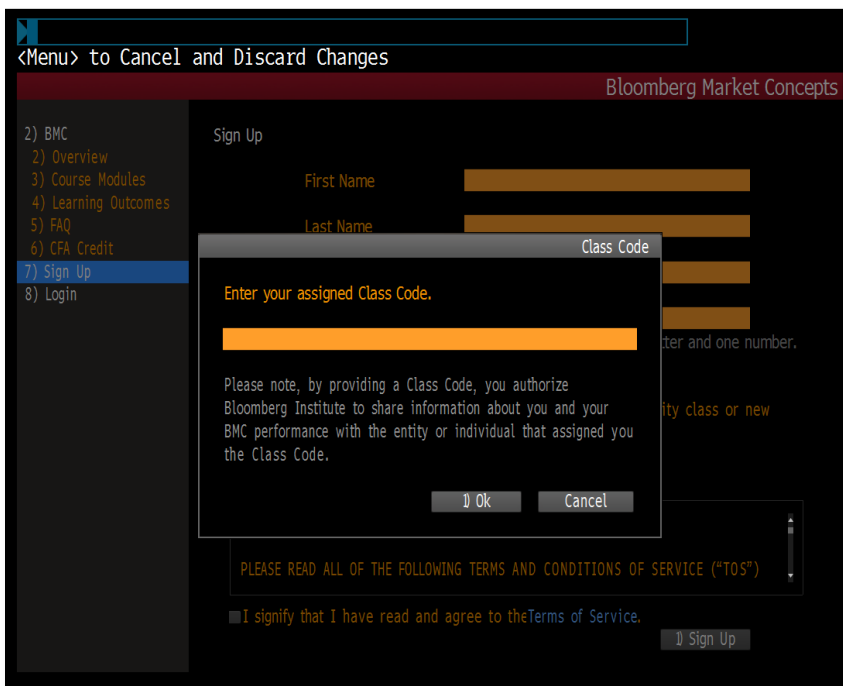 <Menu> to Cancel and Discard Changes
Bloomberg Market Concepts
2) BMC
2) Overview
3) Course Modules
4) Learning Outcomes
5) FAQ
6) CFA Credit
7) Sign Up
8) Login
Sign Up
First Name
Last Name
Class Code
Enter your assigned Class Code.
Please note, by providing a Class Code, you authorize
Bloomberg Institute to share information about you and your
BMC performance with the entity or individual that assigned you
the Class Code.
1) Ok Cancel
and one number.
class or new
PLEASE READ ALL OF THE FOLLOWING TERMS AND CONDITIONS OF SERVICE (“TOS”)
I signify that I have read and agree to the Terms of Service.
1) Sign Up